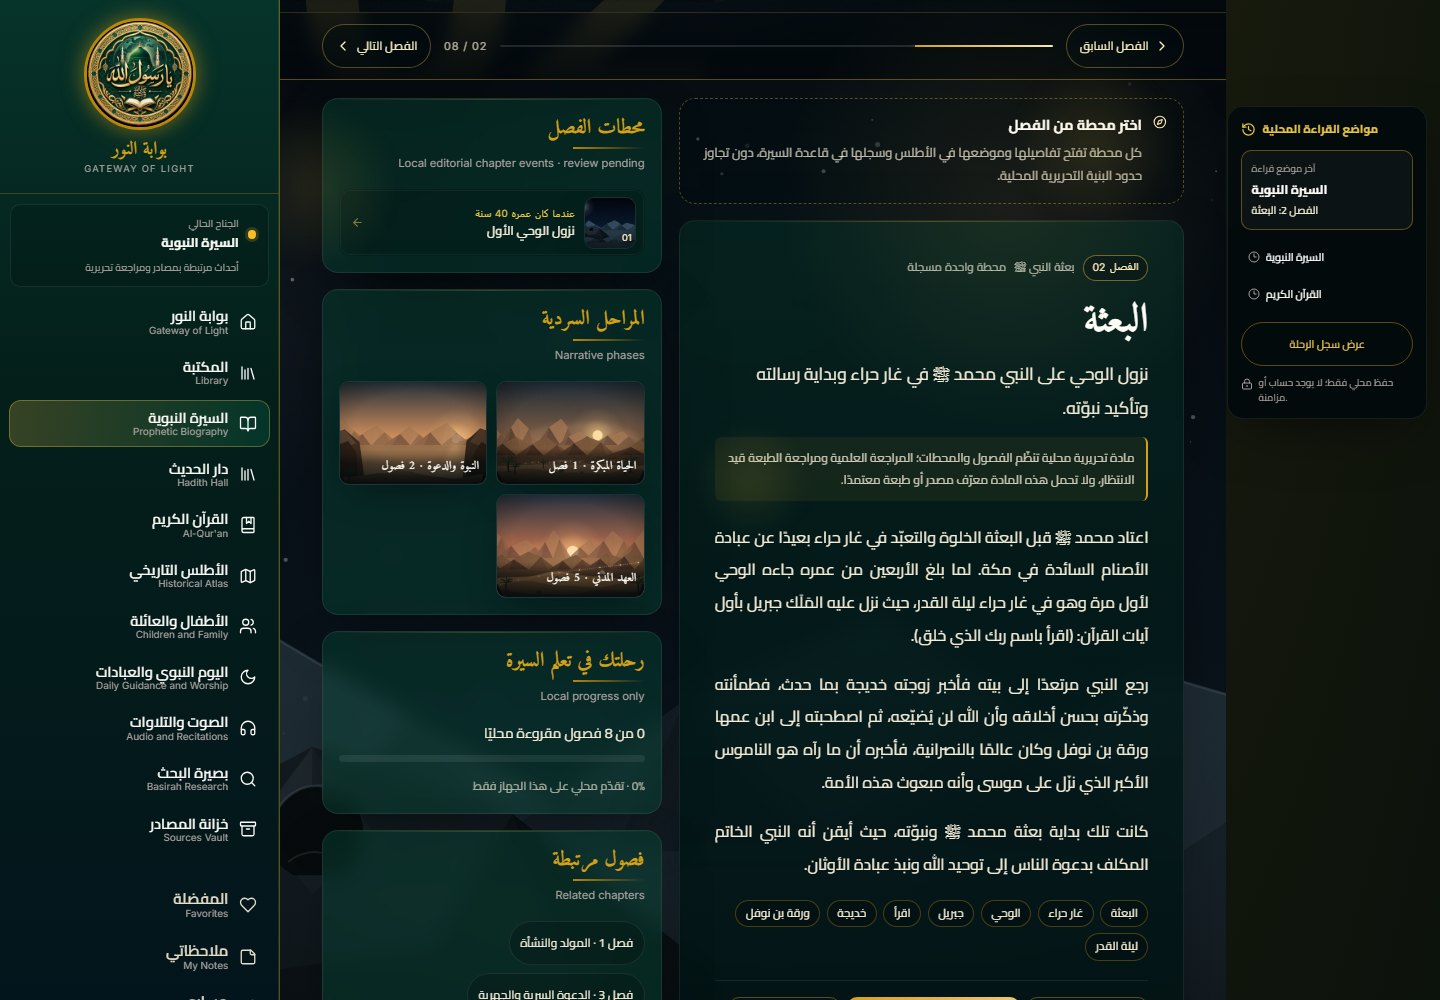 يا رسول الله
بوابة النور
GATEWAY OF LIGHT
الجناح الحالي
السيرة النبوية
أحداث مرتبطة بمصادر ومراجعة تحريرية
بوابة النور
Gateway of Light
المكتبة
Library
السيرة النبوية
Prophetic Biography
دار الحديث
Hadith Hall
القرآن الكريم
Al-Qur'an
الأطلس التاريخي
Historical Atlas
الأطفال والعائلة
Children and Family
اليوم النبوي والعبادات
Daily Guidance and Worship
الصوت والتلاوات
Audio and Recitations
بصيرة البحث
Basirah Research
خزانة المصادر
Sources Vault
المفضلة
Favorites
ملاحظاتي
My Notes
الفصل السابق
08 / 02
الفصل التالي
اختر محطة من الفصل
كل محطة تفتح تفاصيلها وموضعها في الأطلس وسجلها في قاعدة السيرة، دون تجاوز
حدود البنية التحريرية المحلية.
الفصل 02 بعثة النبي ﷺ محطة واحدة مسجلة
البعثة
نزول الوحي على النبي محمد ﷺ في غار حراء وبداية رسالته
وتأكيد نبوّته.
مادة تحريرية محلية تنظّم الفصول والمحطات؛ المراجعة العلمية ومراجعة الطبعة قيد
الانتظار، ولا تحمل هذه المادة معرّف مصدر أو طبعة معتمدًا.
اعتاد محمد ﷺ قبل البعثة الخلوة والتعبّد في غار حراء بعيدًا عن عبادة
الأصنام السائدة في مكة. لما بلغ الأربعين من عمره جاءه الوحي
لأول مرة وهو في غار حراء ليلة القدر، حيث نزل عليه المَلَك جبريل بأول
آيات القرآن: (اقرأ باسم ربك الذي خلق).
رجع النبي مرتعدًا إلى بيته فأخبر زوجته خديجة بما حدث، فطمأنته
وذكّرته بحسن أخلاقه وأن الله لن يُضيّعه، ثم اصطحبته إلى ابن عمها
ورقة بن نوفل وكان عالمًا بالنصرانية، فأخبره أن ما رآه هو الناموس
الأكبر الذي نزّل على موسى وأنه مبعوث هذه الأمة.
كانت تلك بداية بعثة محمد ﷺ ونبوّته، حيث أيقن أنه النبي الخاتم
المكلف بدعوة الناس إلى توحيد الله ونبذ عبادة الأوثان.
البعثة غار حراء الوحي جبريل اقرأ خديجة ورقة بن نوفل
ليلة القدر
محطات الفصل
Local editorial chapter events · review pending
عندما كان عمره 40 سنة
نزول الوحي الأول
01
المراحل السردية
Narrative phases
الحياة المبكرة · 1 فصل
النبوة والدعوة · 2 فصول
العهد المدني · 5 فصول
رحلتك في تعلم السيرة
Local progress only
0 من 8 فصول مقروءة محليًا
0% · تقدّم محلي على هذا الجهاز فقط
فصول مرتبطة
Related chapters
فصل 1 · المولد والنشأة
فصل 3 · الدعوة السرية والجهرية
مواضع القراءة المحلية
آخر موضع قراءة
السيرة النبوية
الفصل 2: البعثة
السيرة النبوية
القرآن الكريم
عرض سجل الرحلة
حفظ محلي فقط؛ لا يوجد حساب أو
مزامنة.